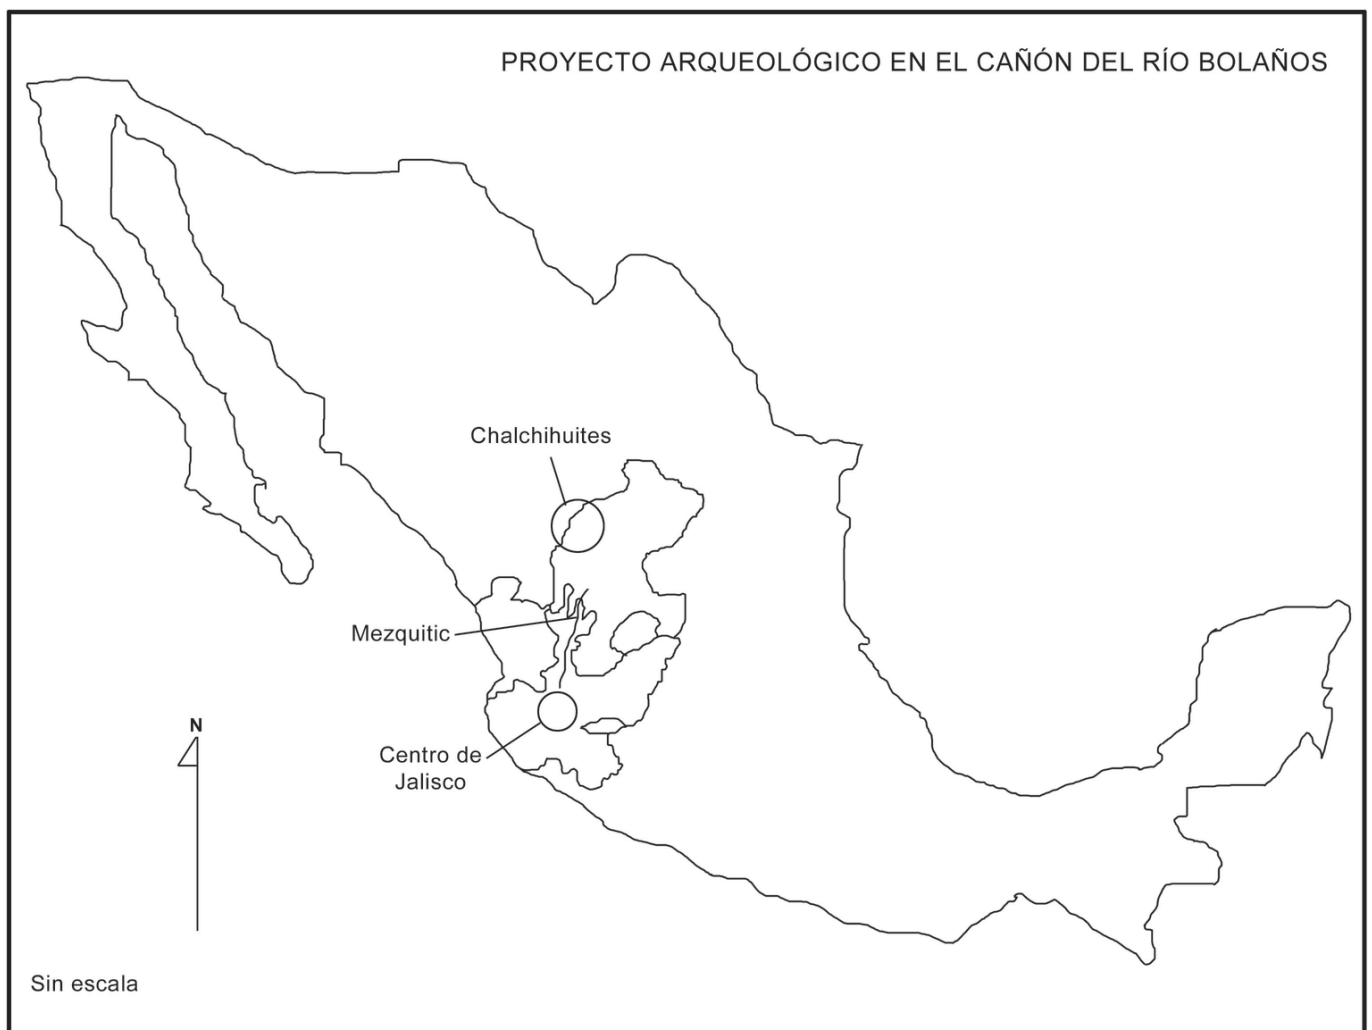 PROYECTO ARQUEOLÓGICO EN EL CAÑÓN DEL RÍO BOLAÑOS
Chalchihuites
Mezquitic
N
Centro de
Jalisco
Sin escala